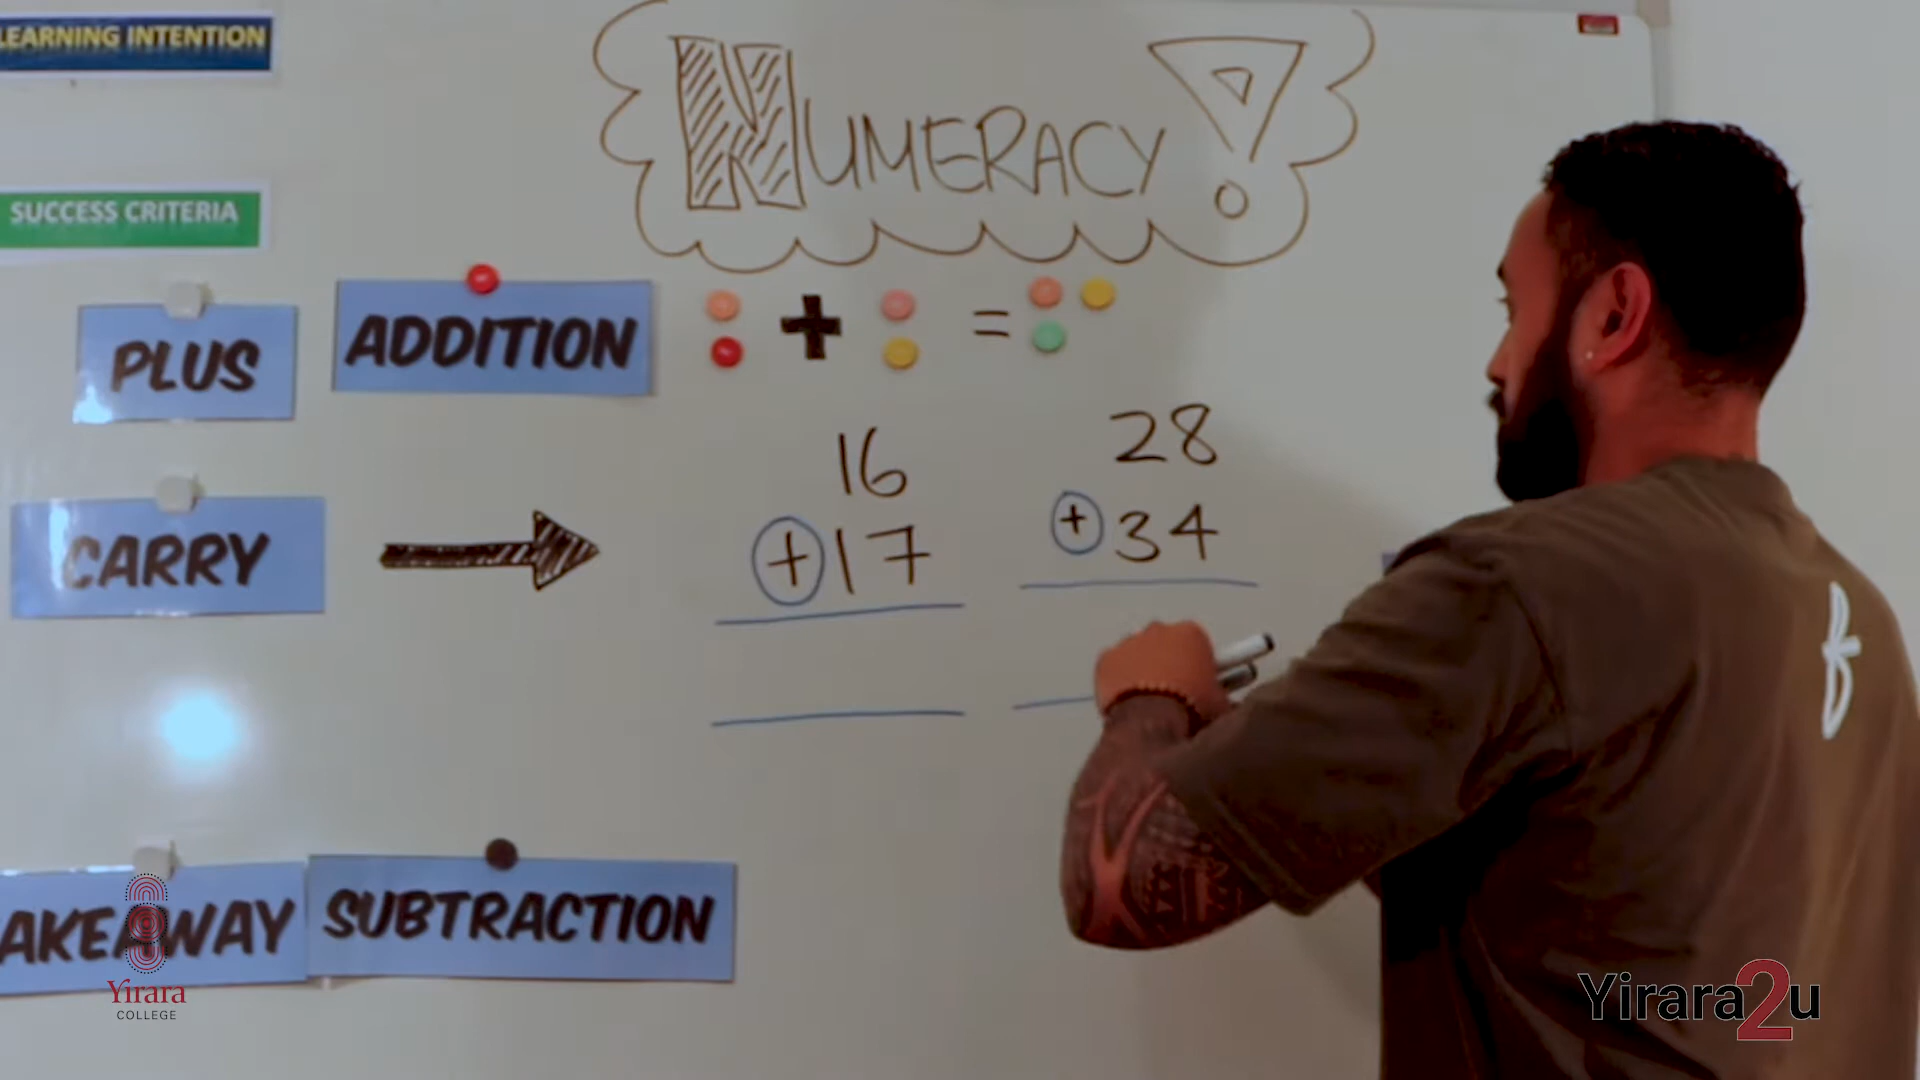 LEARNING INTENTION
NUMERACY!
SUCCESS CRITERIA
PLUS
ADDITION
+ =
16
+17
28
+34
CARRY
AKEAWAY
SUBTRACTION
Yirara
COLLEGE
Yirara2u